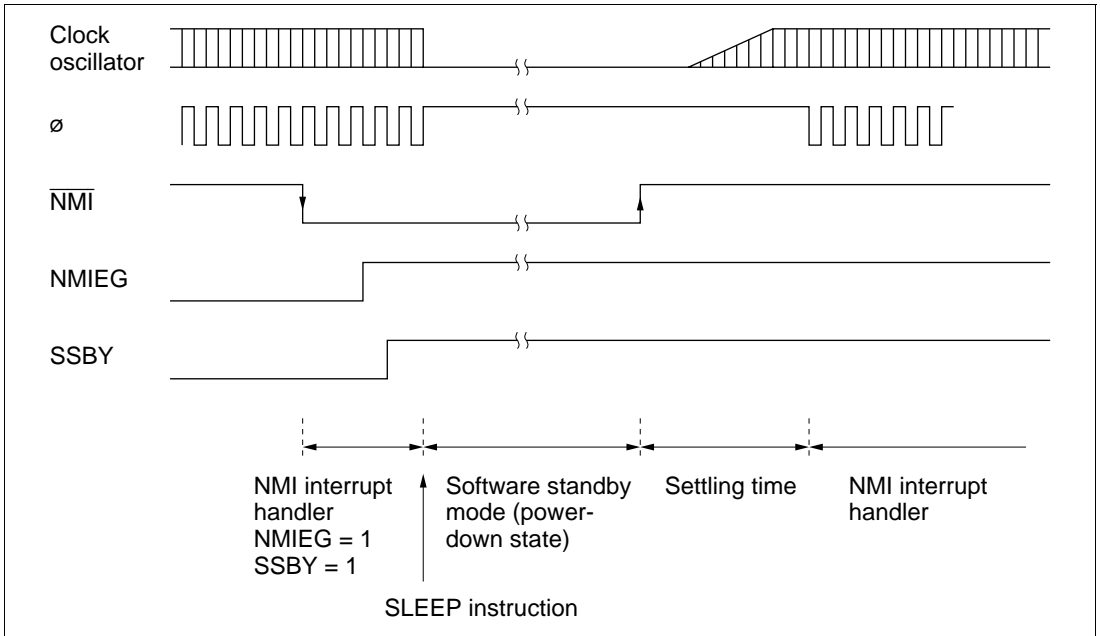 Clock
oscillator
ø
NMI
NMIEG
SSBY
NMI interrupt
handler
NMIEG = 1
SSBY = 1
Software standby
mode (power-
down state)
Settling time
NMI interrupt
handler
SLEEP instruction